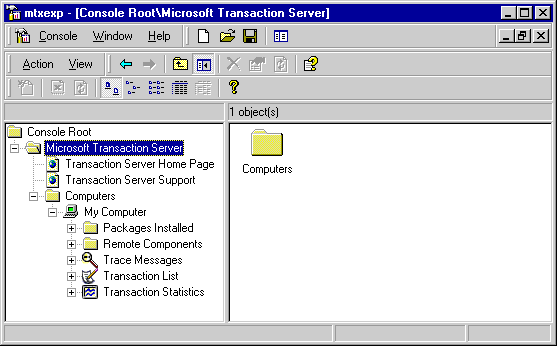 mtxexp - [Console Root\Microsoft Transaction Server]
Console Window Help
Action View
1 object(s)
Console Root
Microsoft Transaction Server
Transaction Server Home Page
Transaction Server Support
Computers
My Computer
Packages Installed
Remote Components
Trace Messages
Transaction List
Transaction Statistics
Computers